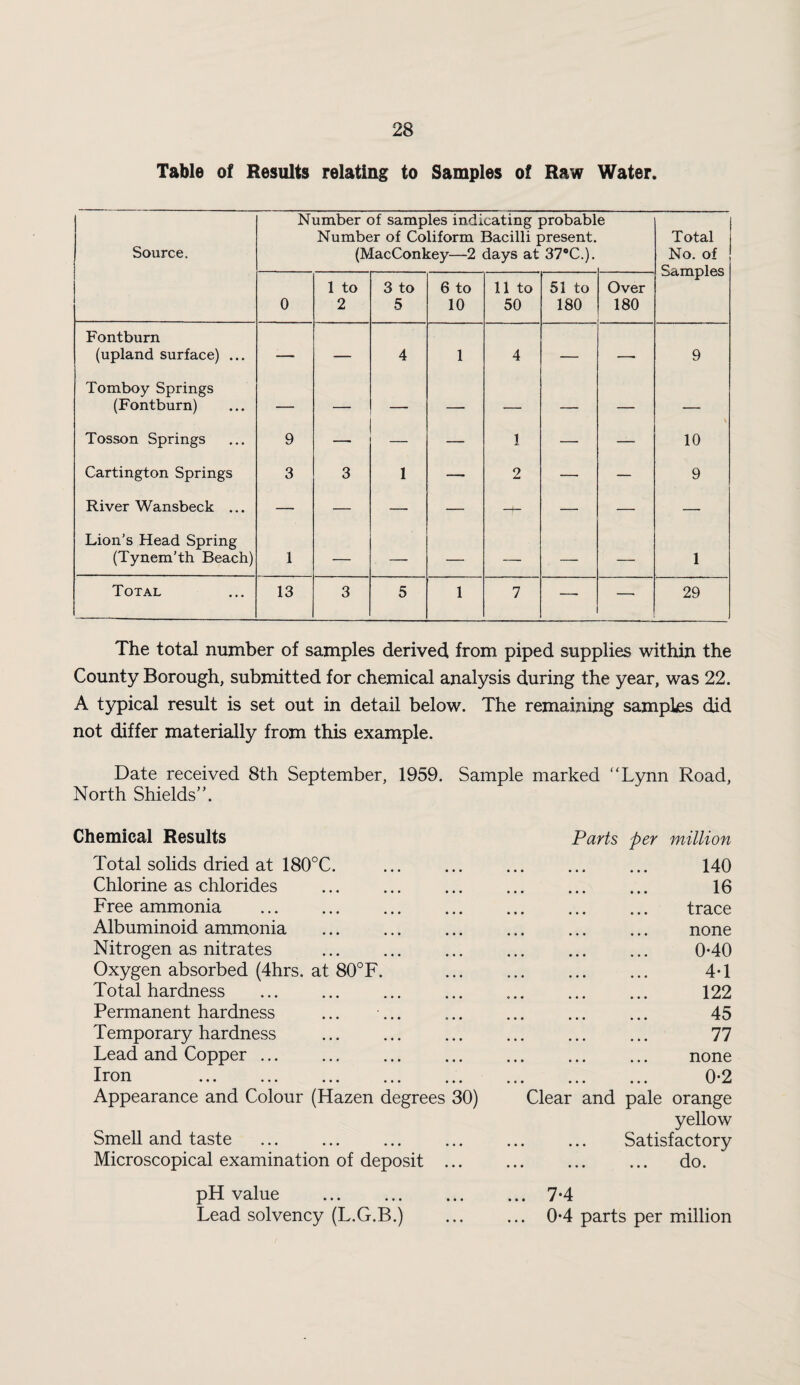 28
Table of Results relating to Samples of Raw Water.
Source. | Number of samples indicating probable Number of Coliform Bacilli present. (MacConkey—2 days at 37°C.). | Total No. of Samples
0 | 1 to 2 | 3 to 5 | 6 to 10 | 11 to 50 | 51 to 180 | Over 180
Fontburn
(upland surface) ... — — 4 1 4 — — 9
Tomboy Springs
(Fontburn) ... — — — — — — — —
Tosson Springs ... 9 — — — 1 — — 10
Cartington Springs 3 3 1 — 2 — — 9
River Wansbeck ... — — — — — — — —
Lion's Head Spring
(Tynem'th Beach) 1 — — — — — — 1
Total ... 13 3 5 1 7 — — 29
The total number of samples derived from piped supplies within the
County Borough, submitted for chemical analysis during the year, was 22.
A typical result is set out in detail below. The remaining samples did
not differ materially from this example.
Date received 8th September, 1959. Sample marked "Lynn Road,
North Shields".
Chemical Results Parts per million
Total solids dried at 180°C. ... ... ... ... ... 140
Chlorine as chlorides ... ... ... ... ... ... 16
Free ammonia ... ... ... ... ... ... ... trace
Albuminoid ammonia ... ... ... ... ... ... none
Nitrogen as nitrates ... ... ... ... ... ... 0·40
Oxygen absorbed (4hrs. at 80°F. ... ... ... ... 4·1
Total hardness ... ... ... ... ... ... ... 122
Permanent hardness ... ... ... ... ... ... 45
Temporary hardness ... ... ... ... ... ... 77
Lead and Copper ... ... ... ... ... ... ... none
Iron ... ... ... ... ... ... ... ... 0·2
Appearance and Colour (Hazen degrees 30) Clear and pale orange
yellow
Smell and taste ... ... ... ... ... ... Satisfactory
Microscopical examination of deposit ... ... ... ... do.
pH value ... ... ... ... 7·4
Lead solvency (L.G.B.) ... ... 0·4 parts per million